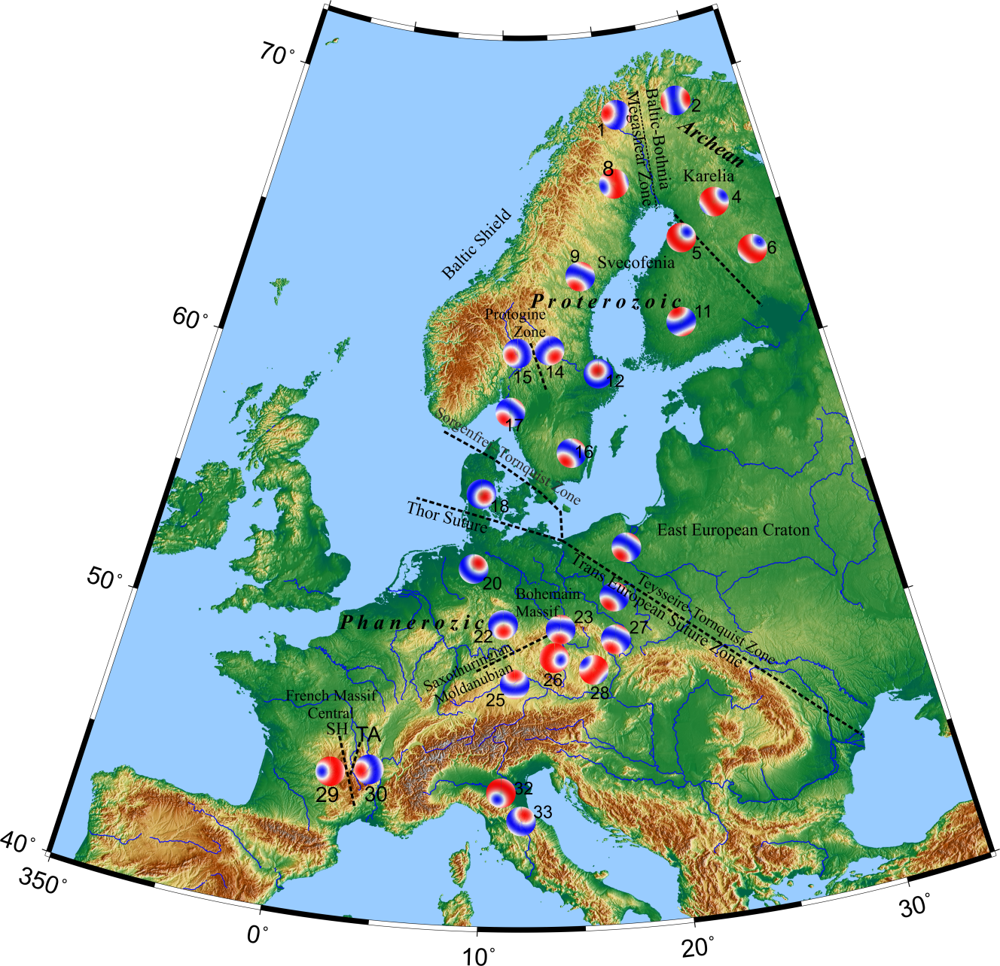 70°
60°
50°
40°
350°
0°
10°
20°
30°
1
2
Baltic-Bothnia
Megashear Zone
Archean
8
Karelia
4
Baltic Shield
5
6
9
Svecofenia
Proterozoic
11
Protogine
Zone
15
14
12
17
16
Sorgenfrei-Tornquist Zone
18
Thor Suture
East European Craton
20
Trans European Suture Zone
Teysseire-Tornquist Zone
Bohemain
Massif
23
Phanerozic
22
27
Saxothuringian
Moldanubian
26
28
25
French Massif
Central
SH
TA
29
30
32
33